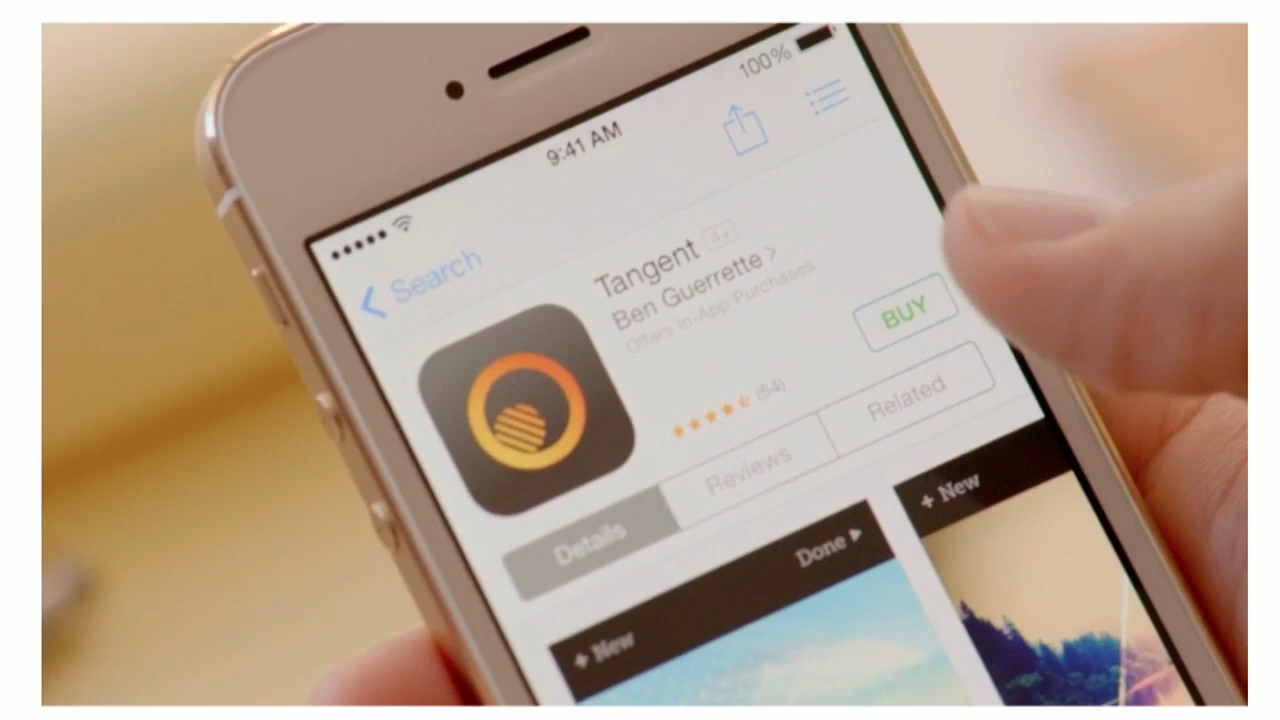 100%
9:41 AM
Search
Tangent 4+
Ben Guerrette >
Offers In-App Purchases
BUY
(54)
Details Reviews Related
+ New Done ▸
+ New